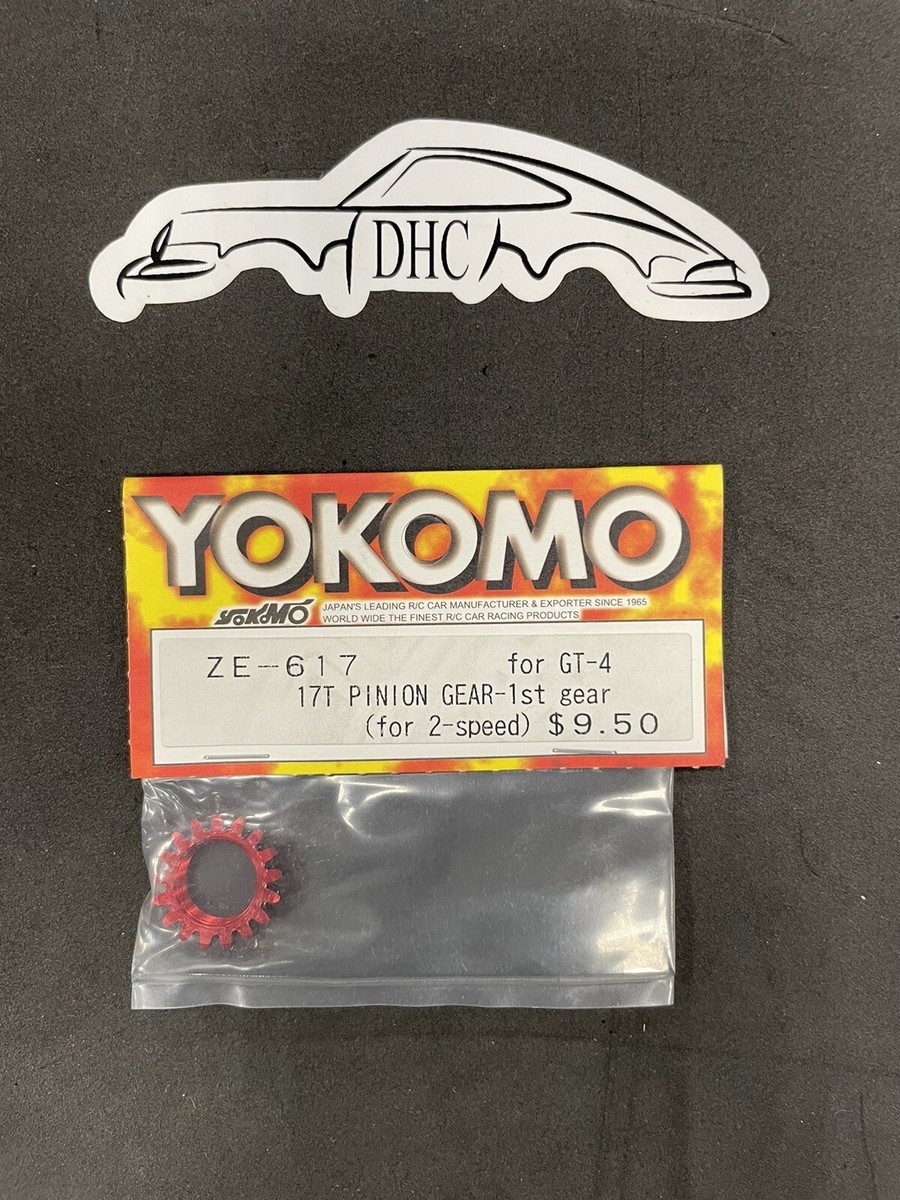 DHC
YOKOMO
YOKOMO JAPAN'S LEADING R/C CAR MANUFACTURER & EXPORTER SINCE 1965
WORLD WIDE THE FINEST R/C CAR RACING PRODUCTS
ZE-617 for GT-4
17T PINION GEAR-1st gear
(for 2-speed) $9.50